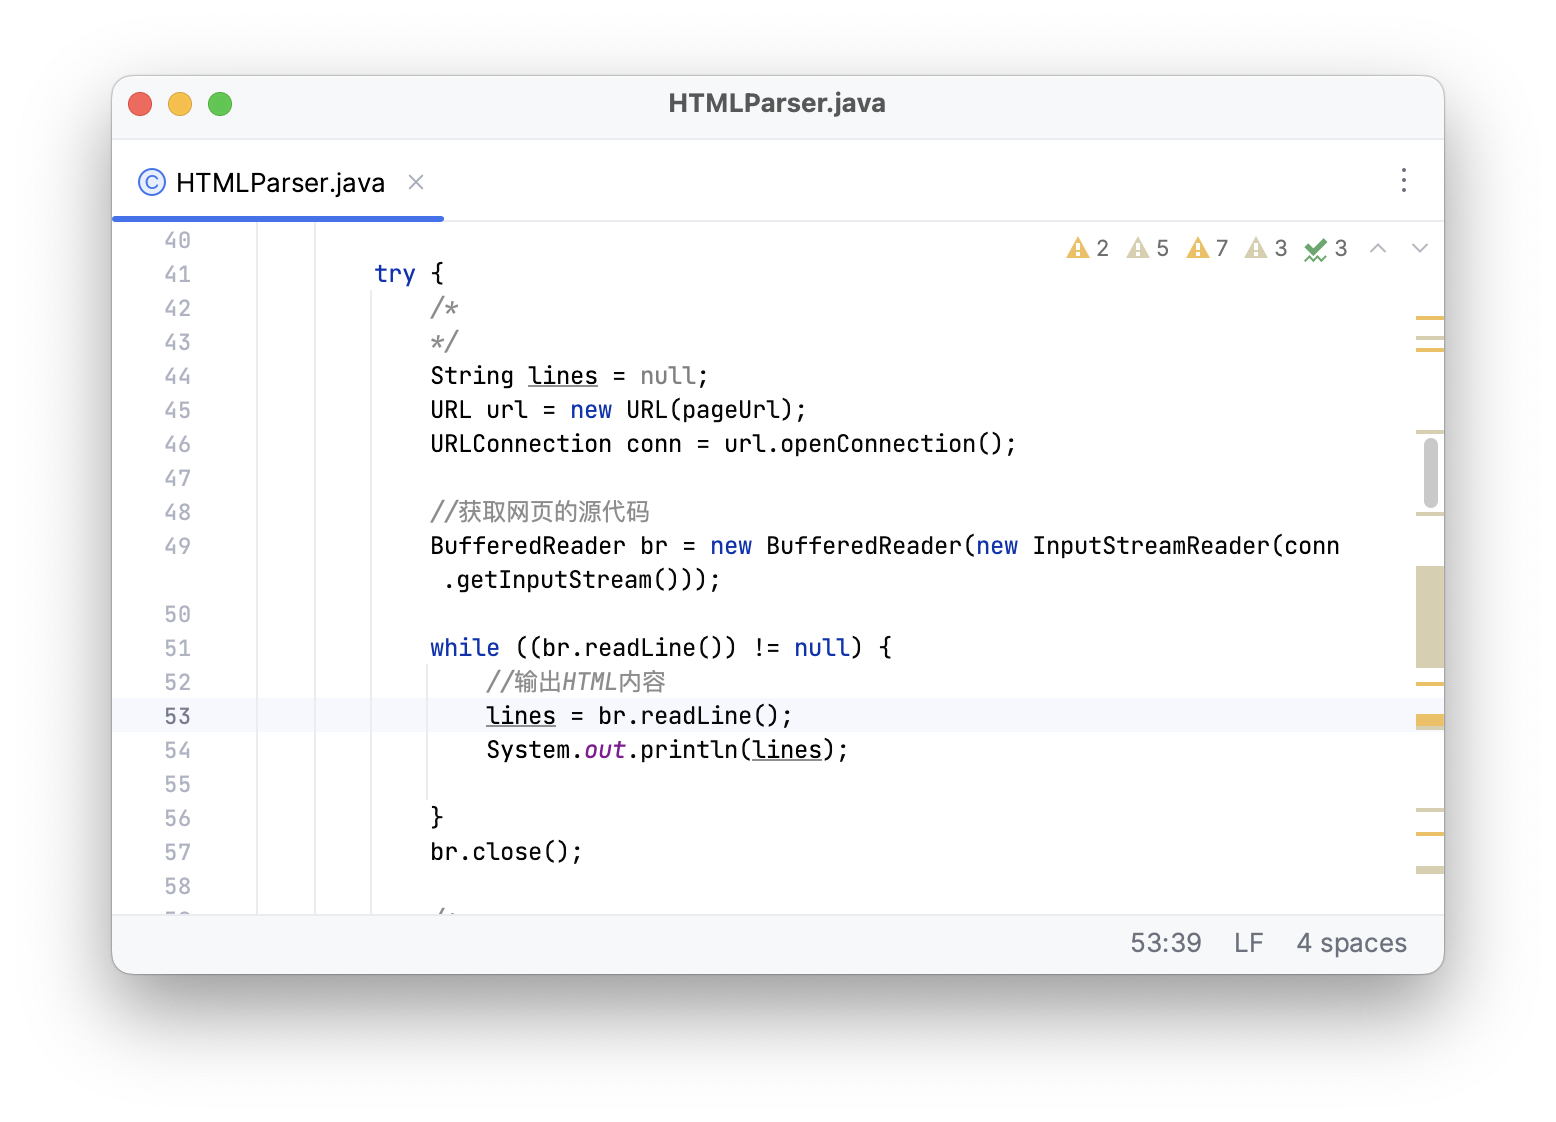 HTMLParser.java
HTMLParser.java
2 5 7 3 3
40
41 try {
42 /*
43 */
44 String lines = null;
45 URL url = new URL(pageUrl);
46 URLConnection conn = url.openConnection();
47
48 //获取网页的源代码
49 BufferedReader br = new BufferedReader(new InputStreamReader(conn
.getInputStream()));
50
51 while ((br.readLine()) != null) {
52 //输出HTML内容
53 lines = br.readLine();
54 System.out.println(lines);
55
56 }
57 br.close();
58
53:39 LF 4 spaces